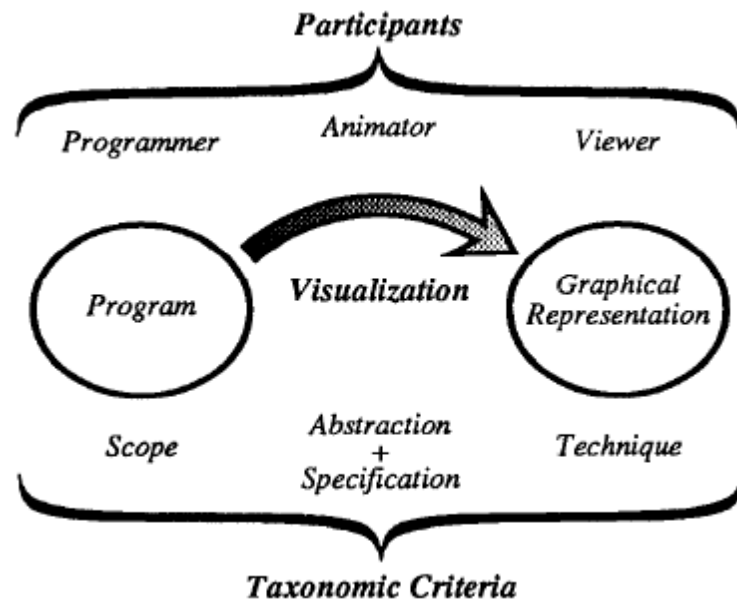 Participants
Programmer Animator Viewer
Program
Visualization
Graphical
Representation
Scope
Abstraction
+
Specification
Technique
Taxonomic Criteria